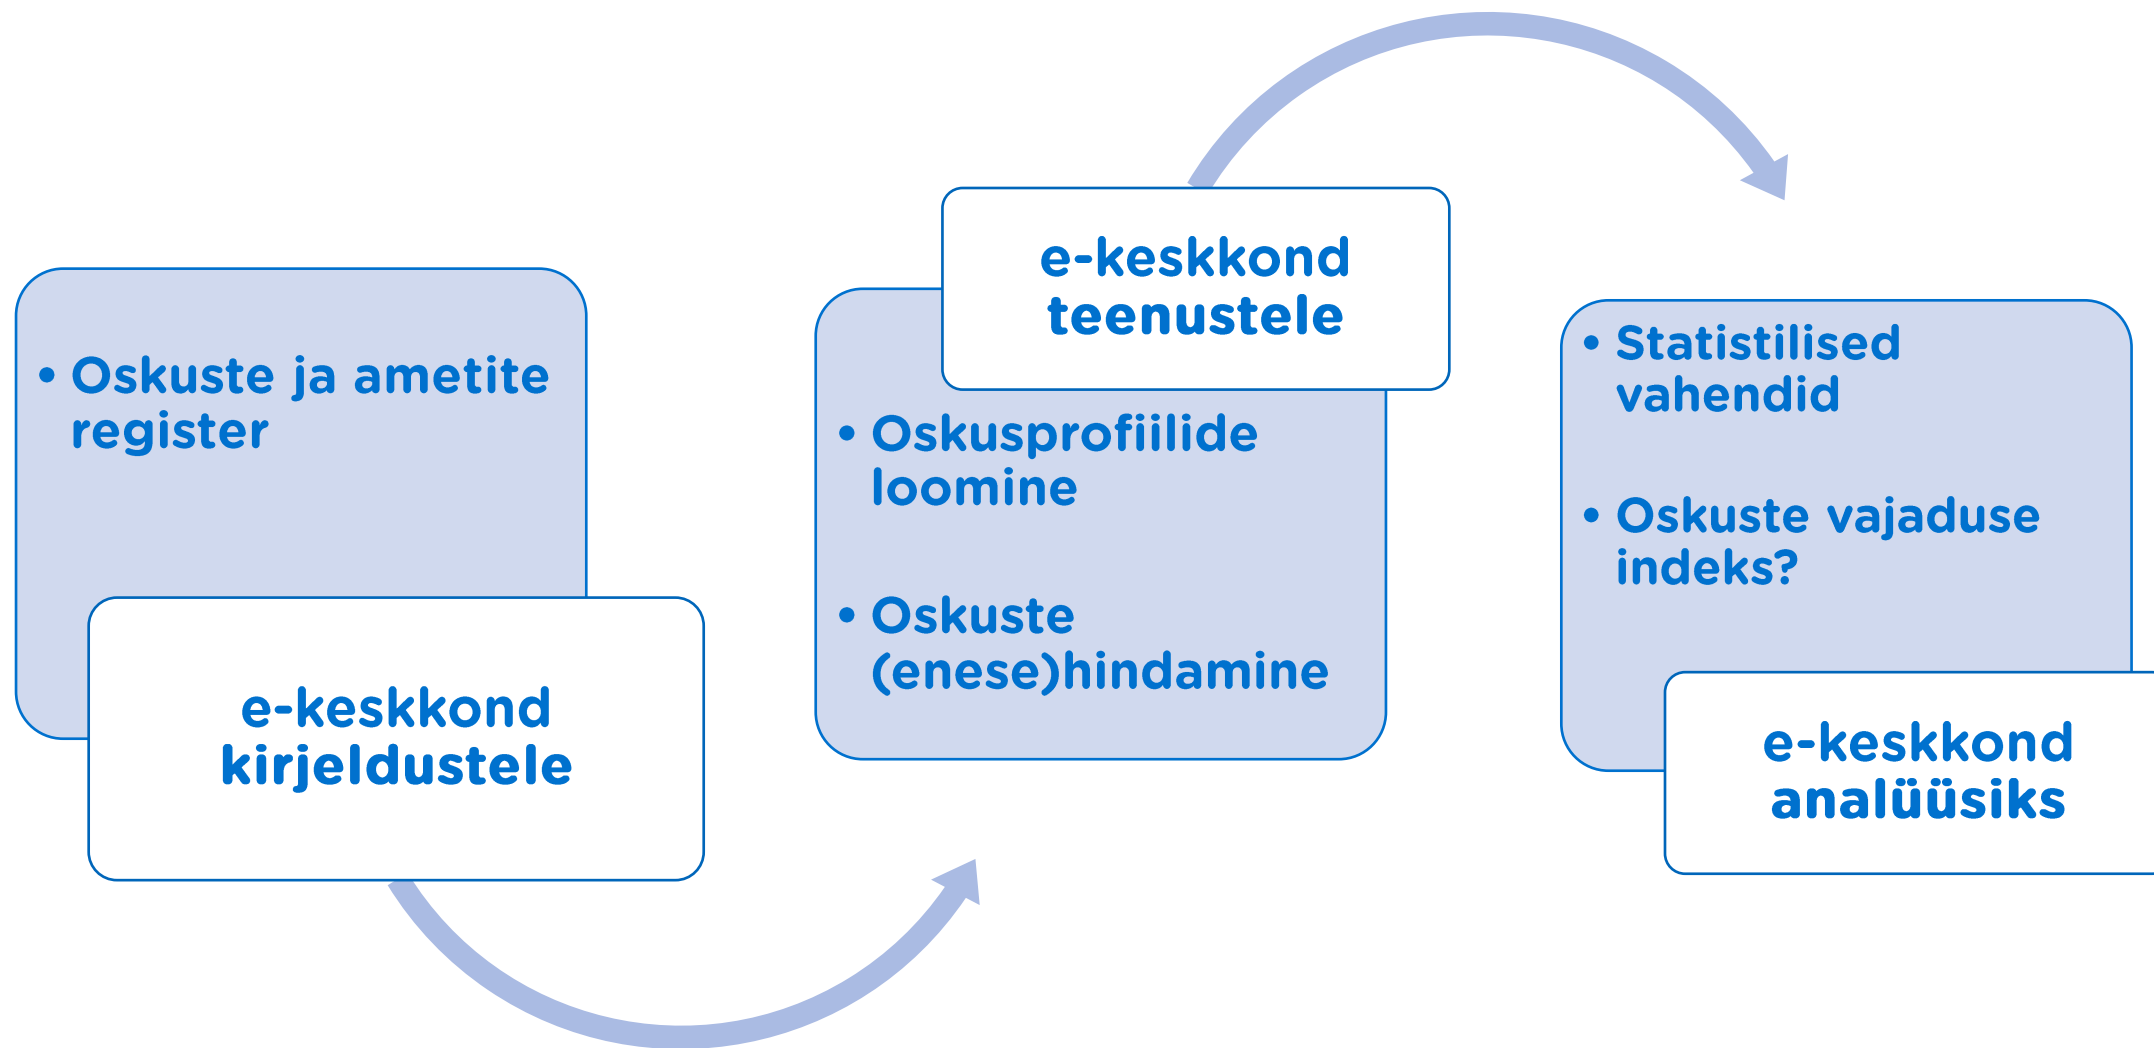 • Oskuste ja ametite
register
e-keskkond
kirjeldustele
e-keskkond
teenustele
• Oskusprofiilide
loomine
• Oskuste
(enese)hindamine
• Statistilised
vahendid
• Oskuste vajaduse
indeks?
e-keskkond
analüüsiks